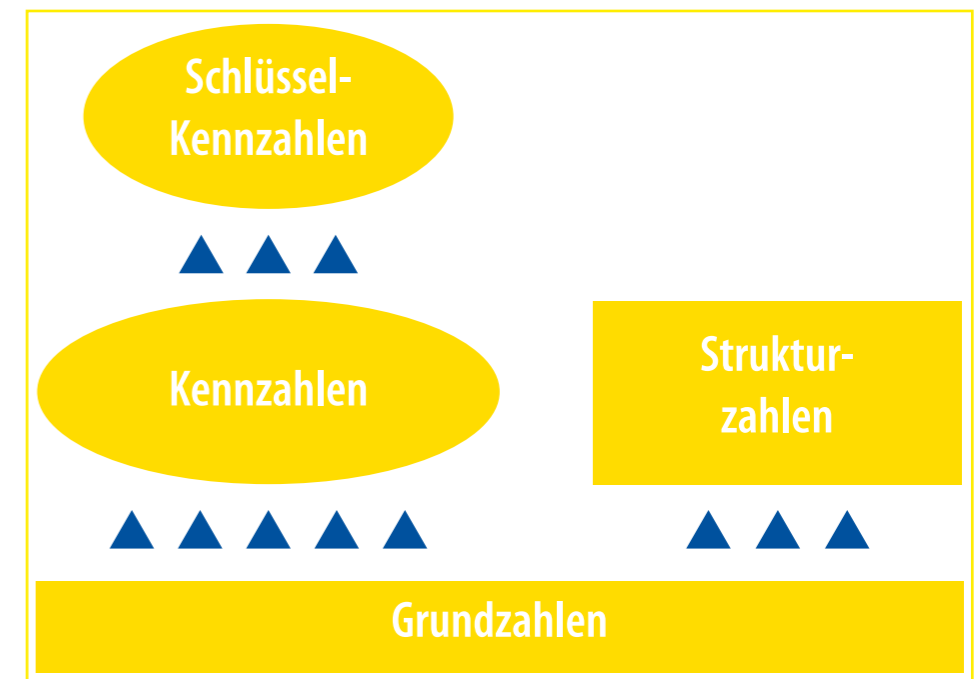 Schlüssel-
Kennzahlen
Kennzahlen
Struktur-
zahlen
Grundzahlen